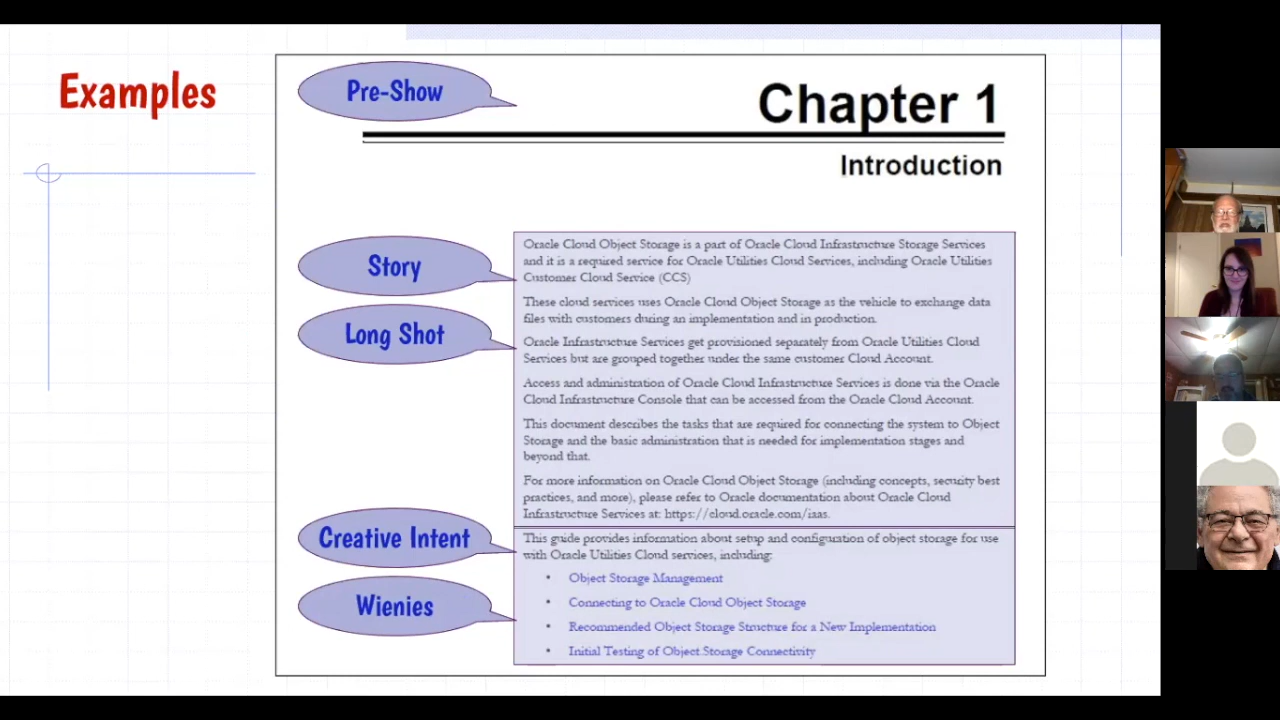 Examples
Pre-Show
Chapter 1
Introduction
Story
Long Shot
Oracle Cloud Object Storage is a part of Oracle Cloud Infrastructure Storage Services
and it is a required service for Oracle Utilities Cloud Services, including Oracle Utilities
Customer Cloud Service (CCS)
These cloud services uses Oracle Cloud Object Storage as the vehicle to exchange data
files with customers during an implementation and in production.
Oracle Infrastructure Services get provisioned separately from Oracle Utilities Cloud
Services but are grouped together under the same customer Cloud Account.
Access and administration of Oracle Cloud Infrastructure Services is done via the Oracle
Cloud Infrastructure Console that can be accessed from the Oracle Cloud Account.
This document describes the tasks that are required for connecting the system to Object
Storage and the basic administration that is needed for implementation stages and
beyond that.
For more information on Oracle Cloud Object Storage (including concepts, security best
practices, and more), please refer to Oracle documentation about Oracle Cloud
Infrastructure Services at: https://cloud.oracle.com/iaas.
Creative Intent
Wienies
This guide provides information about setup and configuration of object storage for use
with Oracle Utilities Cloud services, including:
• Object Storage Management
• Connecting to Oracle Cloud Object Storage
• Recommended Object Storage Structure for a New Implementation
• Initial Testing of Object Storage Connectivity